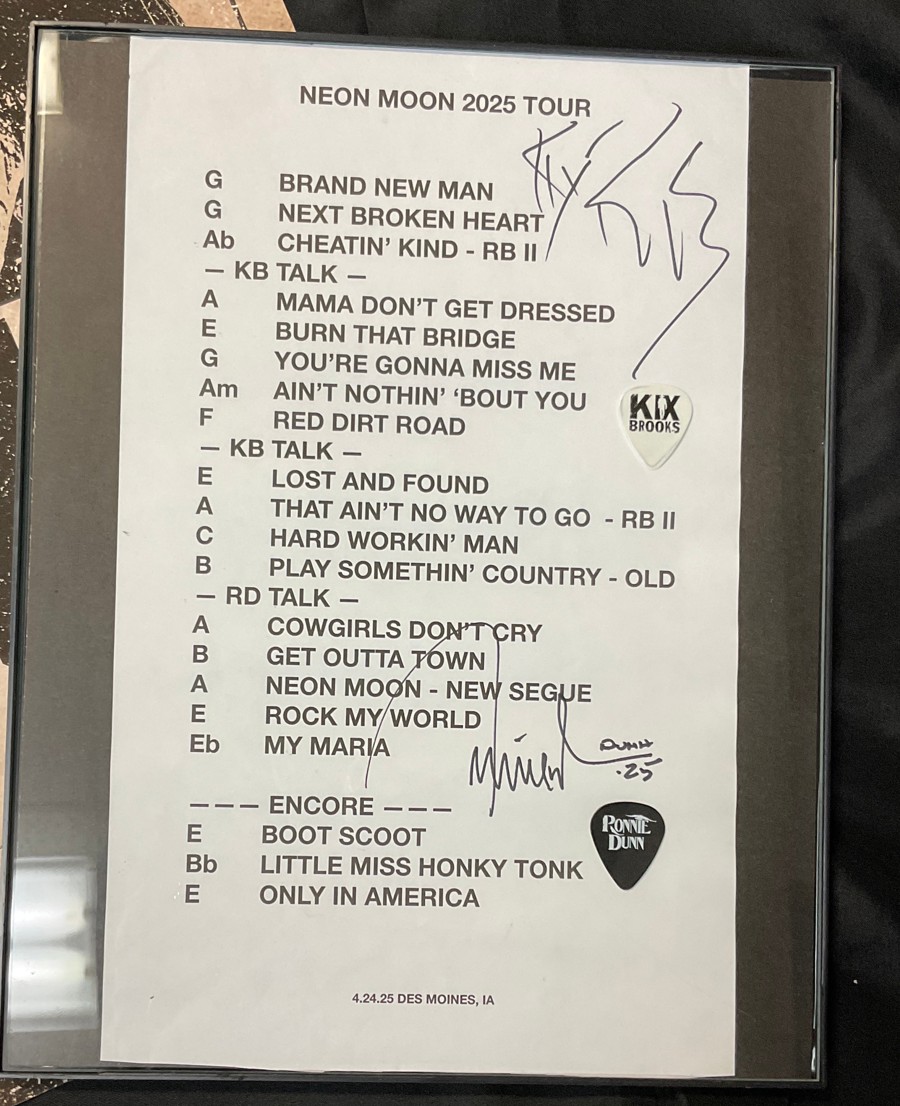 NEON MOON 2025 TOUR
G BRAND NEW MAN
G NEXT BROKEN HEART
Ab CHEATIN' KIND - RB II
— KB TALK —
A MAMA DON'T GET DRESSED
E BURN THAT BRIDGE
G YOU'RE GONNA MISS ME
Am AIN'T NOTHIN' ‘BOUT YOU
F RED DIRT ROAD
— KB TALK —
E LOST AND FOUND
A THAT AIN'T NO WAY TO GO - RB II
C HARD WORKIN' MAN
B PLAY SOMETHIN' COUNTRY - OLD
— RD TALK —
A COWGIRLS DON'T CRY
B GET OUTTA TOWN
A NEON MOON - NEW SEGUE
E ROCK MY WORLD
Eb MY MARIA
DUNN
.25
--- ENCORE ---
E BOOT SCOOT
Bb LITTLE MISS HONKY TONK
E ONLY IN AMERICA
4.24.25 DES MOINES, IA
KIX
BROOKS
RONNIE
DUNN